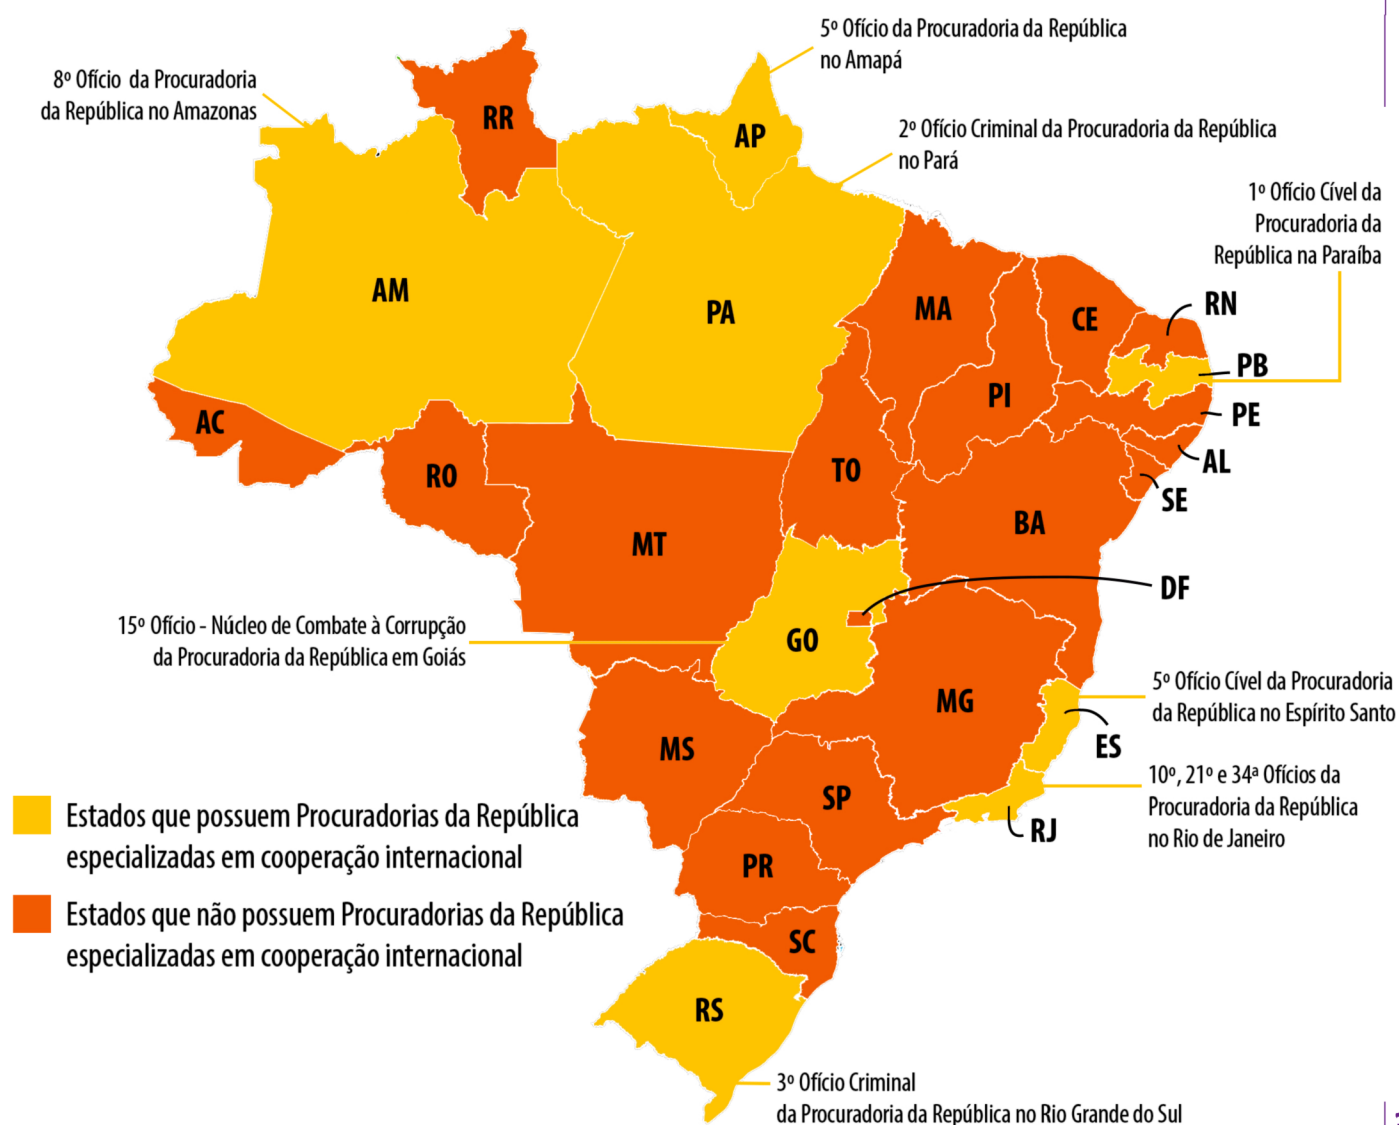 5º Ofício da Procuradoria da República
no Amapá
8º Ofício da Procuradoria
da República no Amazonas
RR
AP
2º Ofício Criminal da Procuradoria da República
no Pará
1º Ofício Cível da
Procuradoria da
República na Paraíba
AM
PA
MA
CE
RN
PB
PI
PE
AC
RO
TO
AL
SE
BA
MT
DF
15º Ofício - Núcleo de Combate à Corrupção
da Procuradoria da República em Goiás
GO
5º Ofício Cível da Procuradoria
da República no Espírito Santo
MG
ES
MS
10º, 21º e 34ª Ofícios da
Procuradoria da República
no Rio de Janeiro
SP
RJ
Estados que possuem Procuradorias da República
especializadas em cooperação internacional
PR
Estados que não possuem Procuradorias da República
especializadas em cooperação internacional
SC
RS
3º Ofício Criminal
da Procuradoria da República no Rio Grande do Sul